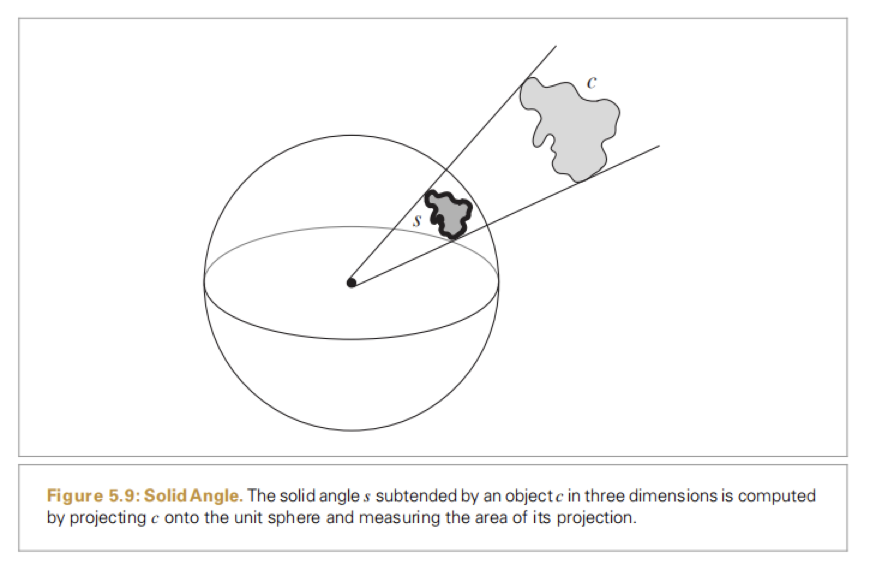 c
s
Figure 5.9: Solid Angle. The solid angle s subtended by an object c in three dimensions is computed
by projecting c onto the unit sphere and measuring the area of its projection.